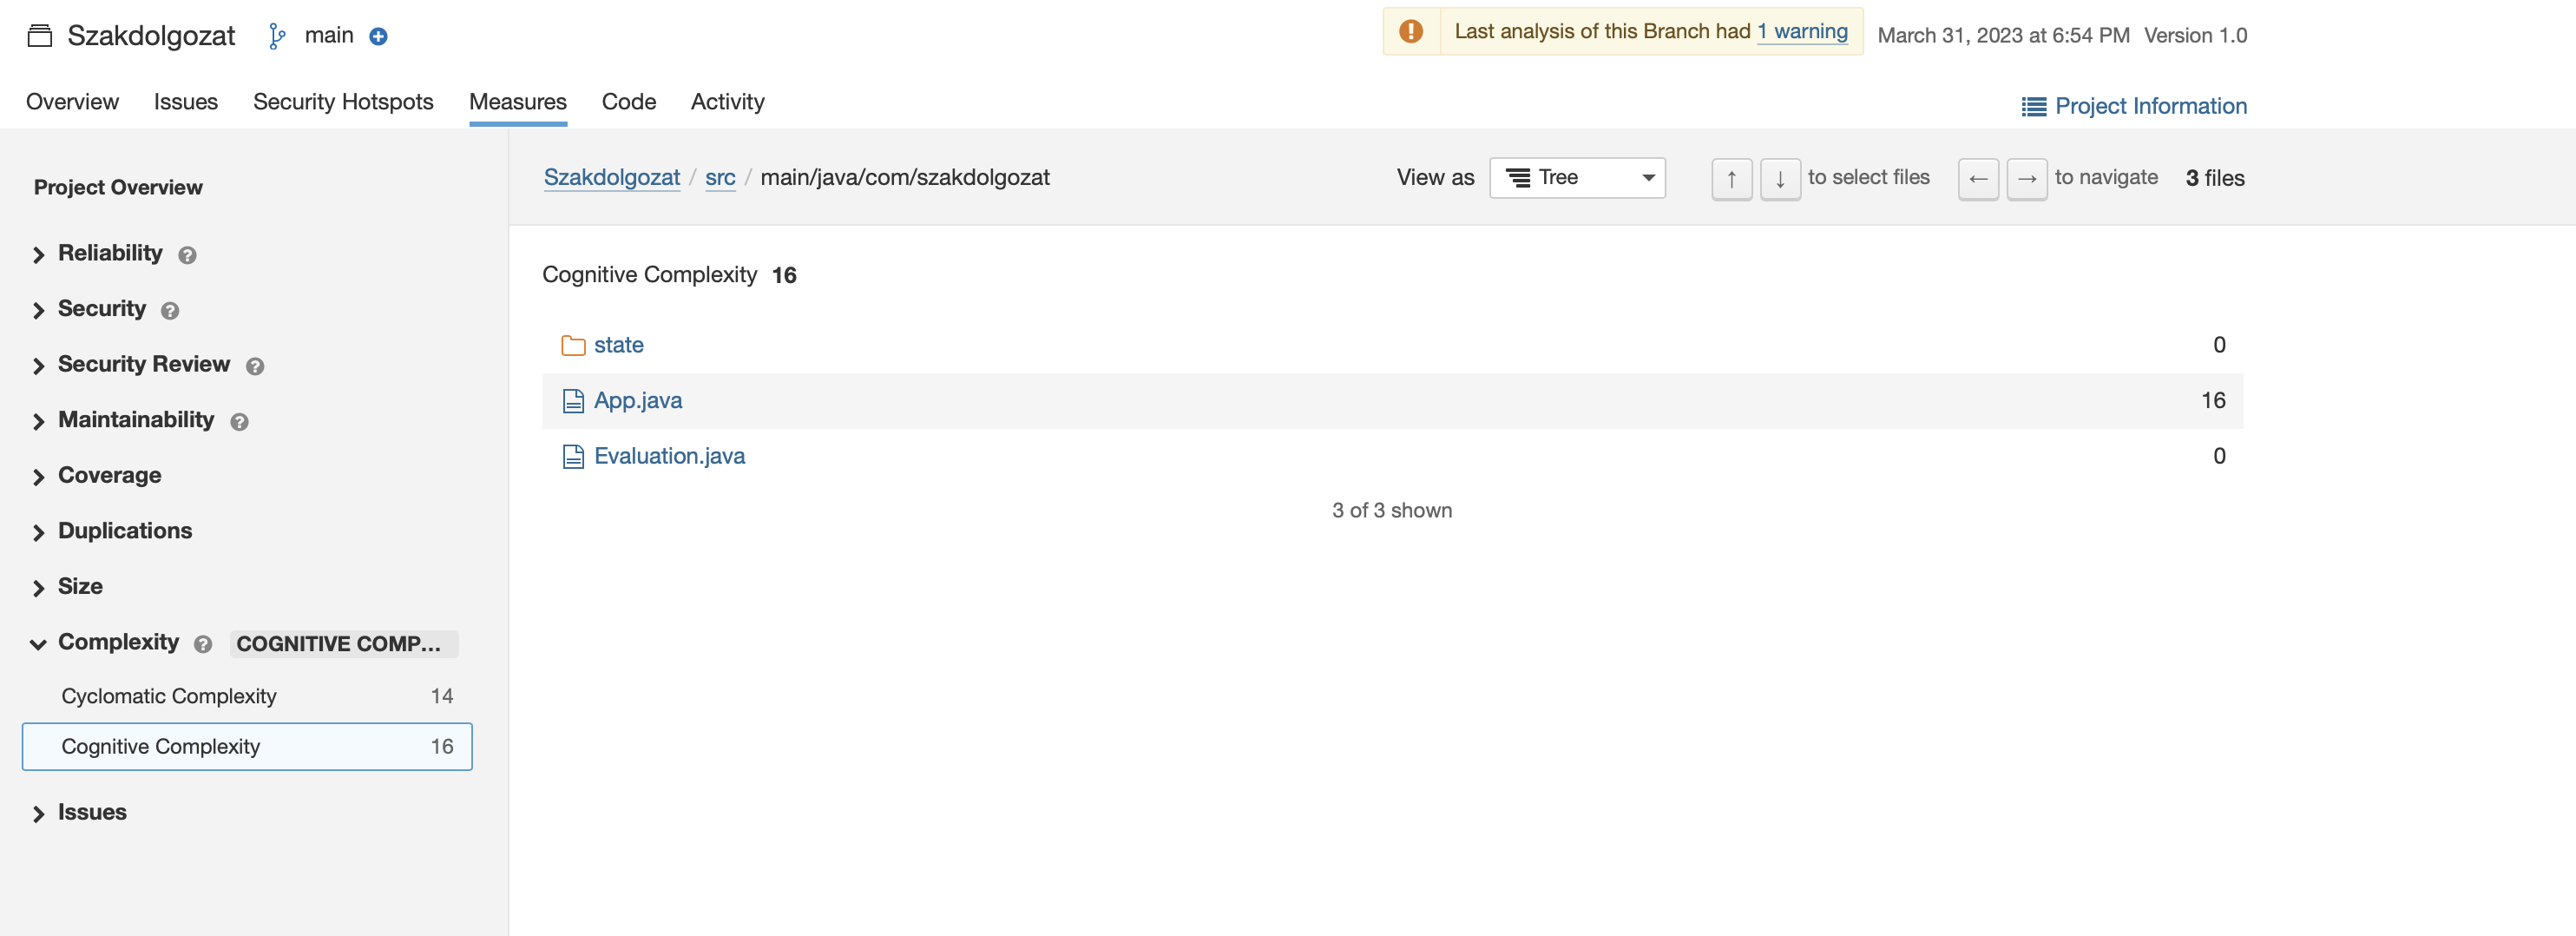 Szakdolgozat main
Last analysis of this Branch had 1 warning March 31, 2023 at 6:54 PM Version 1.0
Overview Issues Security Hotspots Measures Code Activity
Project Information
Project Overview
Reliability ?
Security ?
Security Review ?
Maintainability ?
Coverage
Duplications
Size
Complexity ? COGNITIVE COMP...
Cyclomatic Complexity 14
Cognitive Complexity 16
Issues
Szakdolgozat / src / main/java/com/szakdolgozat
View as Tree ↑ ↓ to select files ← → to navigate 3 files
Cognitive Complexity 16
state 0
App.java 16
Evaluation.java 0
3 of 3 shown